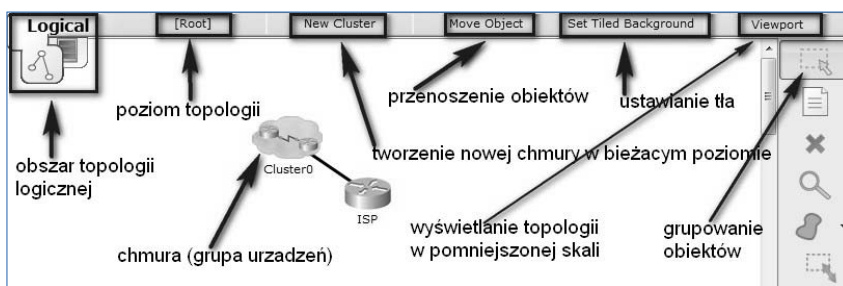 Logical
[Root]
New Cluster
Move Object
Set Tiled Background
Viewport
przenoszenie obiektów
ustawianie tła
poziom topologii
tworzenie nowej chmury w bieżacym poziomie
obszar topologii
logicznej
Cluster0
ISP
wyświetlanie topologii
w pomniejszonej skali
grupowanie
obiektów
chmura (grupa urzadzeń)